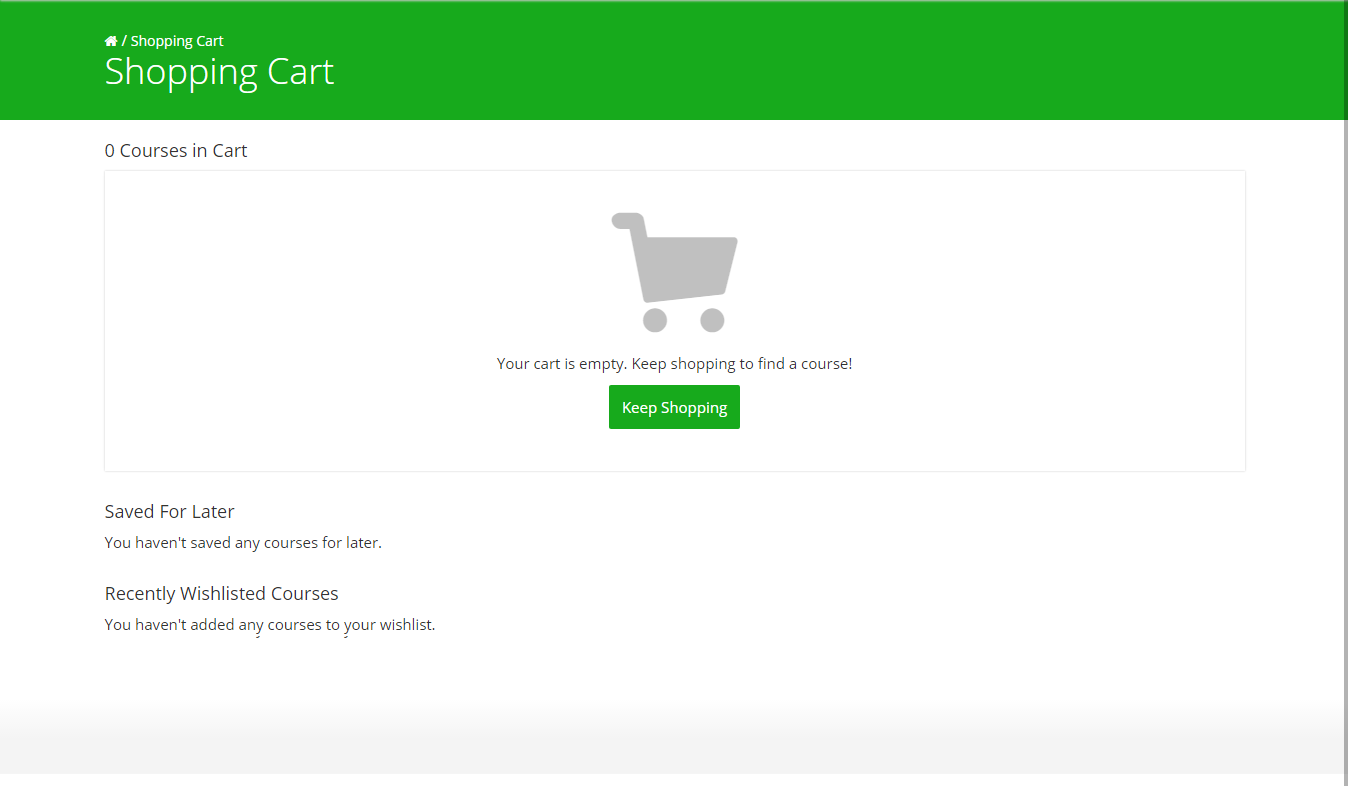 / Shopping Cart
Shopping Cart
0 Courses in Cart
Your cart is empty. Keep shopping to find a course!
Keep Shopping
Saved For Later
You haven't saved any courses for later.
Recently Wishlisted Courses
You haven't added any courses to your wishlist.